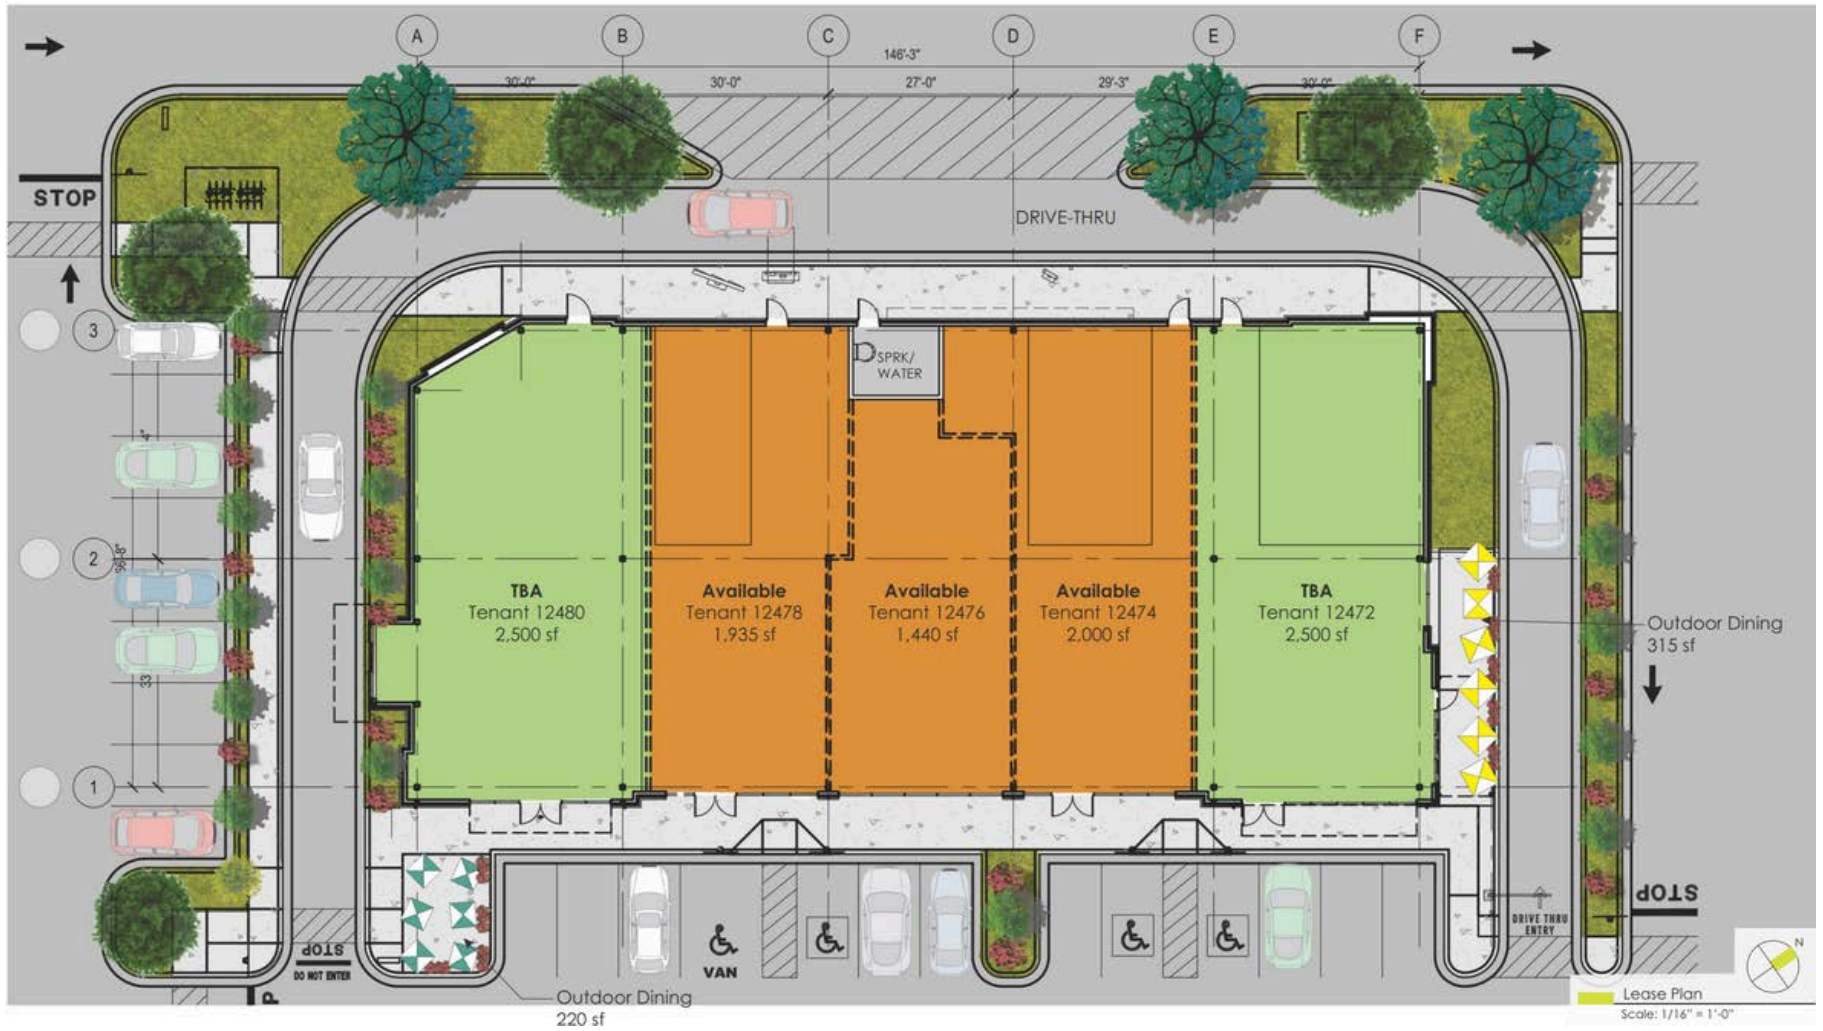 A
B
C
D
E
F
146'-3"
30'-0"
30'-0"
27'-0"
29'-3"
30'-0"
STOP
DRIVE-THRU
3
SPRK/
WATER
4"
2
TBA
Tenant 12480
2,500 sf
Available
Tenant 12478
1,935 sf
Available
Tenant 12476
1,440 sf
Available
Tenant 12474
2,000 sf
TBA
Tenant 12472
2,500 sf
Outdoor Dining
315 sf
33
1
STOP
DRIVE THRU
ENTRY
VAN
STOP
DO NOT ENTER
P
Outdoor Dining
220 sf
N
Lease Plan
Scale: 1/16" = 1'-0"